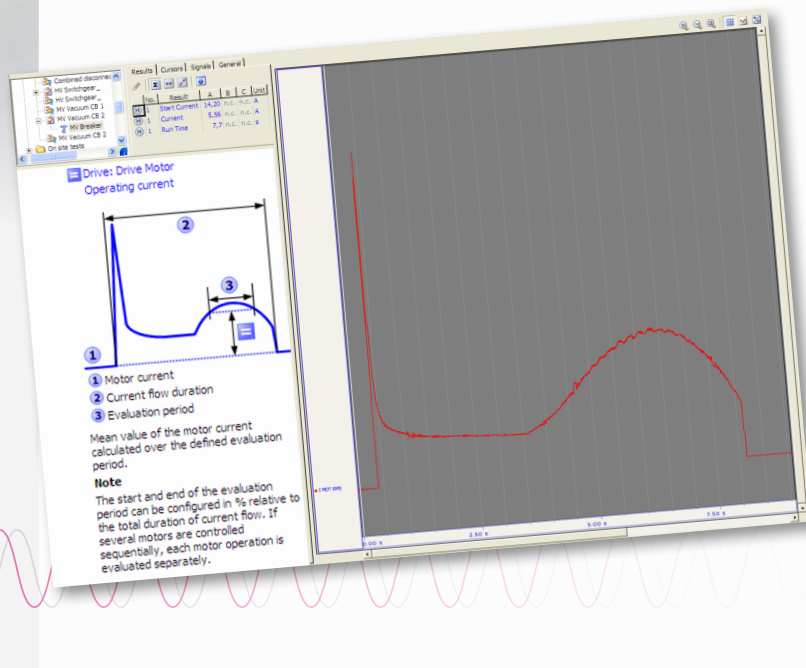 Combined disconnec
MV Switchgear_
MV Switchgear_
MV Vacuum CB 1
MV Vacuum CB 2
MV Breaker
MV Vacuum CB 2
On site tests
Results Cursors Signals General
No. Result A B C Unit
1 Start Current 14,20 n.c. n.c. A
1 Current 5,56 n.c. n.c. A
1 Run Time 7,7 n.c. n.c. s
Drive: Drive Motor
Operating current
2
3
1
1 Motor current
2 Current flow duration
3 Evaluation period
Mean value of the motor current
calculated over the defined evaluation
period.
Note
The start and end of the evaluation
period can be configured in % relative to
the total duration of current flow. If
several motors are controlled
sequentially, each motor operation is
evaluated separately.
I MOT RMS
0.00 s 2.50 s 5.00 s 7.50 s